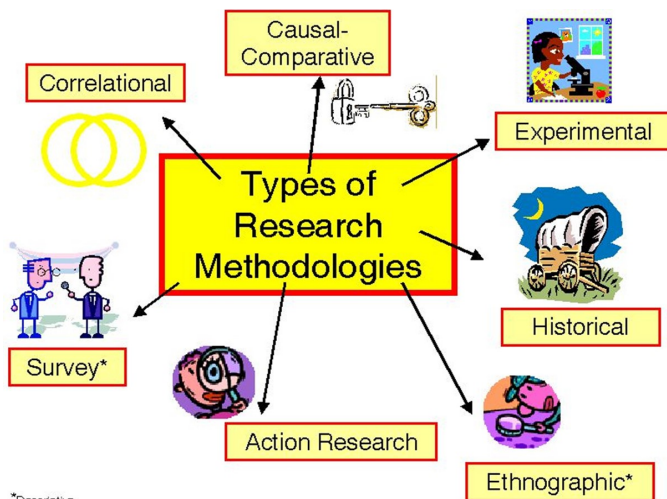 Causal-
Comparative
Correlational
Experimental
Types of
Research
Methodologies
Historical
Survey*
Action Research
Ethnographic*